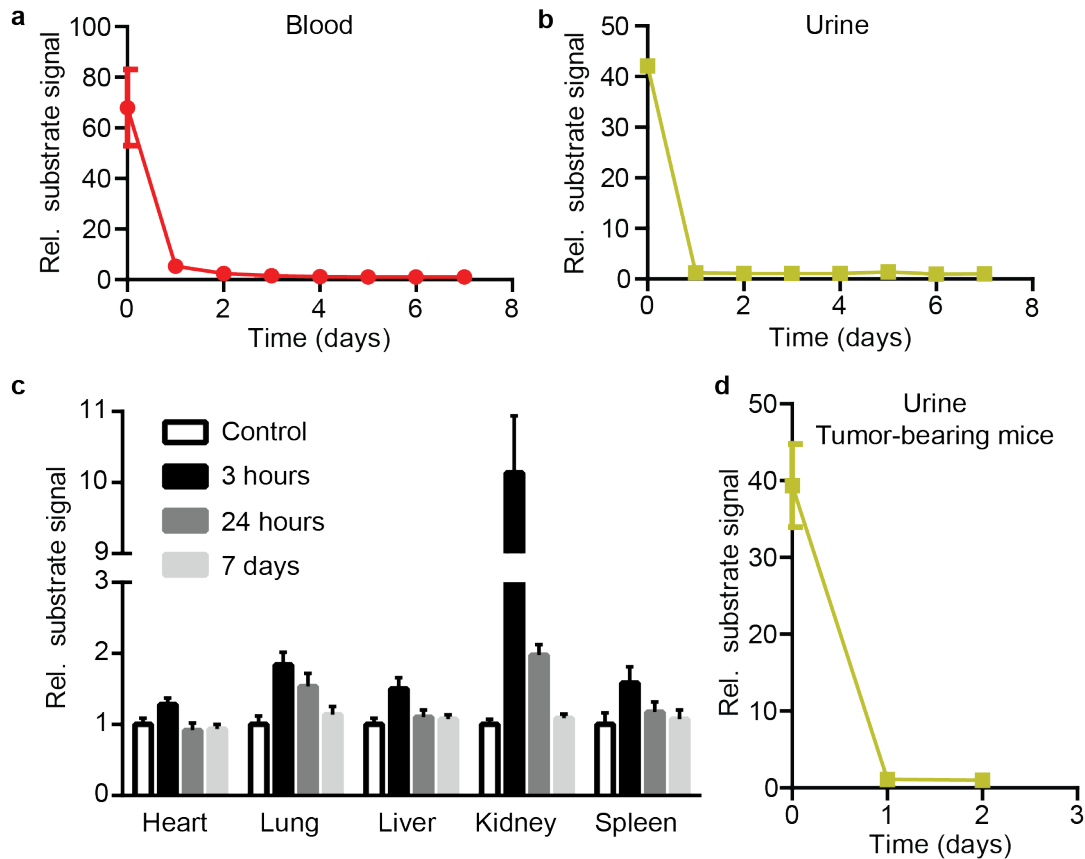 a
Blood
Rel. substrate signal
100
80
60
40
20
0
0 2 4 6 8
Time (days)
b
Urine
Rel. substrate signal
50
40
30
20
10
0
0 2 4 6 8
Time (days)
c
Rel. substrate signal
11
10
9
3
2
1
0
Control
3 hours
24 hours
7 days
Heart Lung Liver Kidney Spleen
d
Urine
Tumor-bearing mice
Rel. substrate signal
50
40
30
20
10
0
0 1 2 3
Time (days)